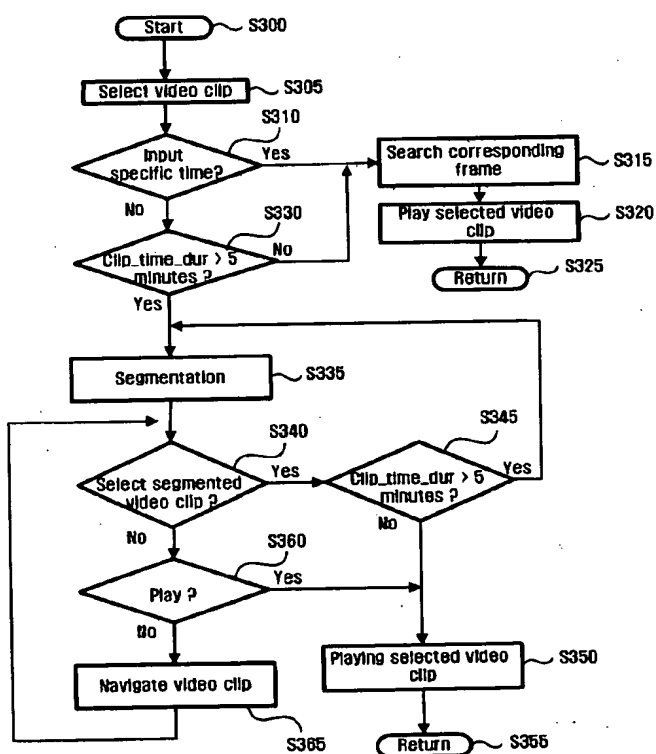 Start
S300
Select video clip
S305
S310
Input
specific time?
Yes
No
Search corresponding
frame
S315
Play selected video
clip
S320
Return
S325
S330
Clip_time_dur > 5
minutes ?
No
Yes
Segmentation
S335
S340
Select segmented
video clip ?
Yes
No
S345
Clip_time_dur > 5
minutes ?
Yes
No
S360
Play ?
Yes
No
Navigate video clip
S365
Playing selected video
clip
S350
Return
S355